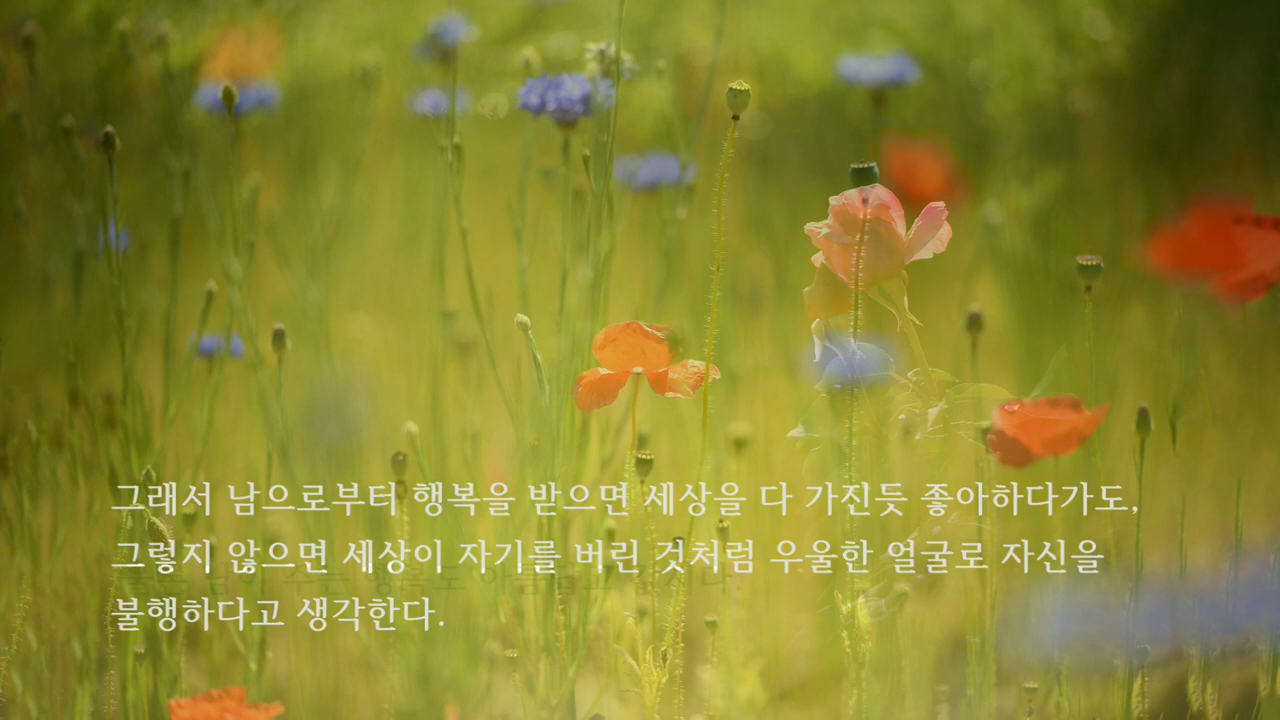 그래서 남으로부터 행복을 받으면 세상을 다 가진듯 좋아하다가도,
그렇지 않으면 세상이 자기를 버린 것처럼 우울한 얼굴로 자신을
불행하다고 생각한다.